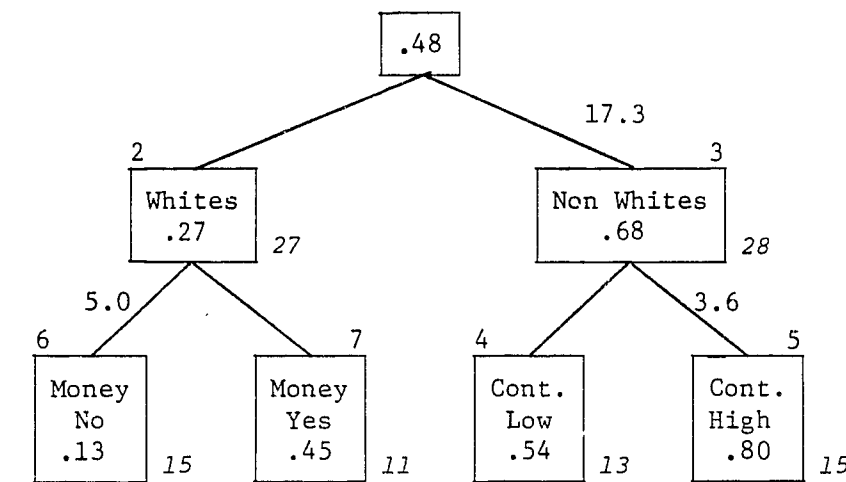 .48
17.3
2
3
Whites
.27
27
Non Whites
.68
28
5.0
3.6
6
7
4
5
Money
No
.13
15
Money
Yes
.45
11
Cont.
Low
.54
13
Cont.
High
.80
15